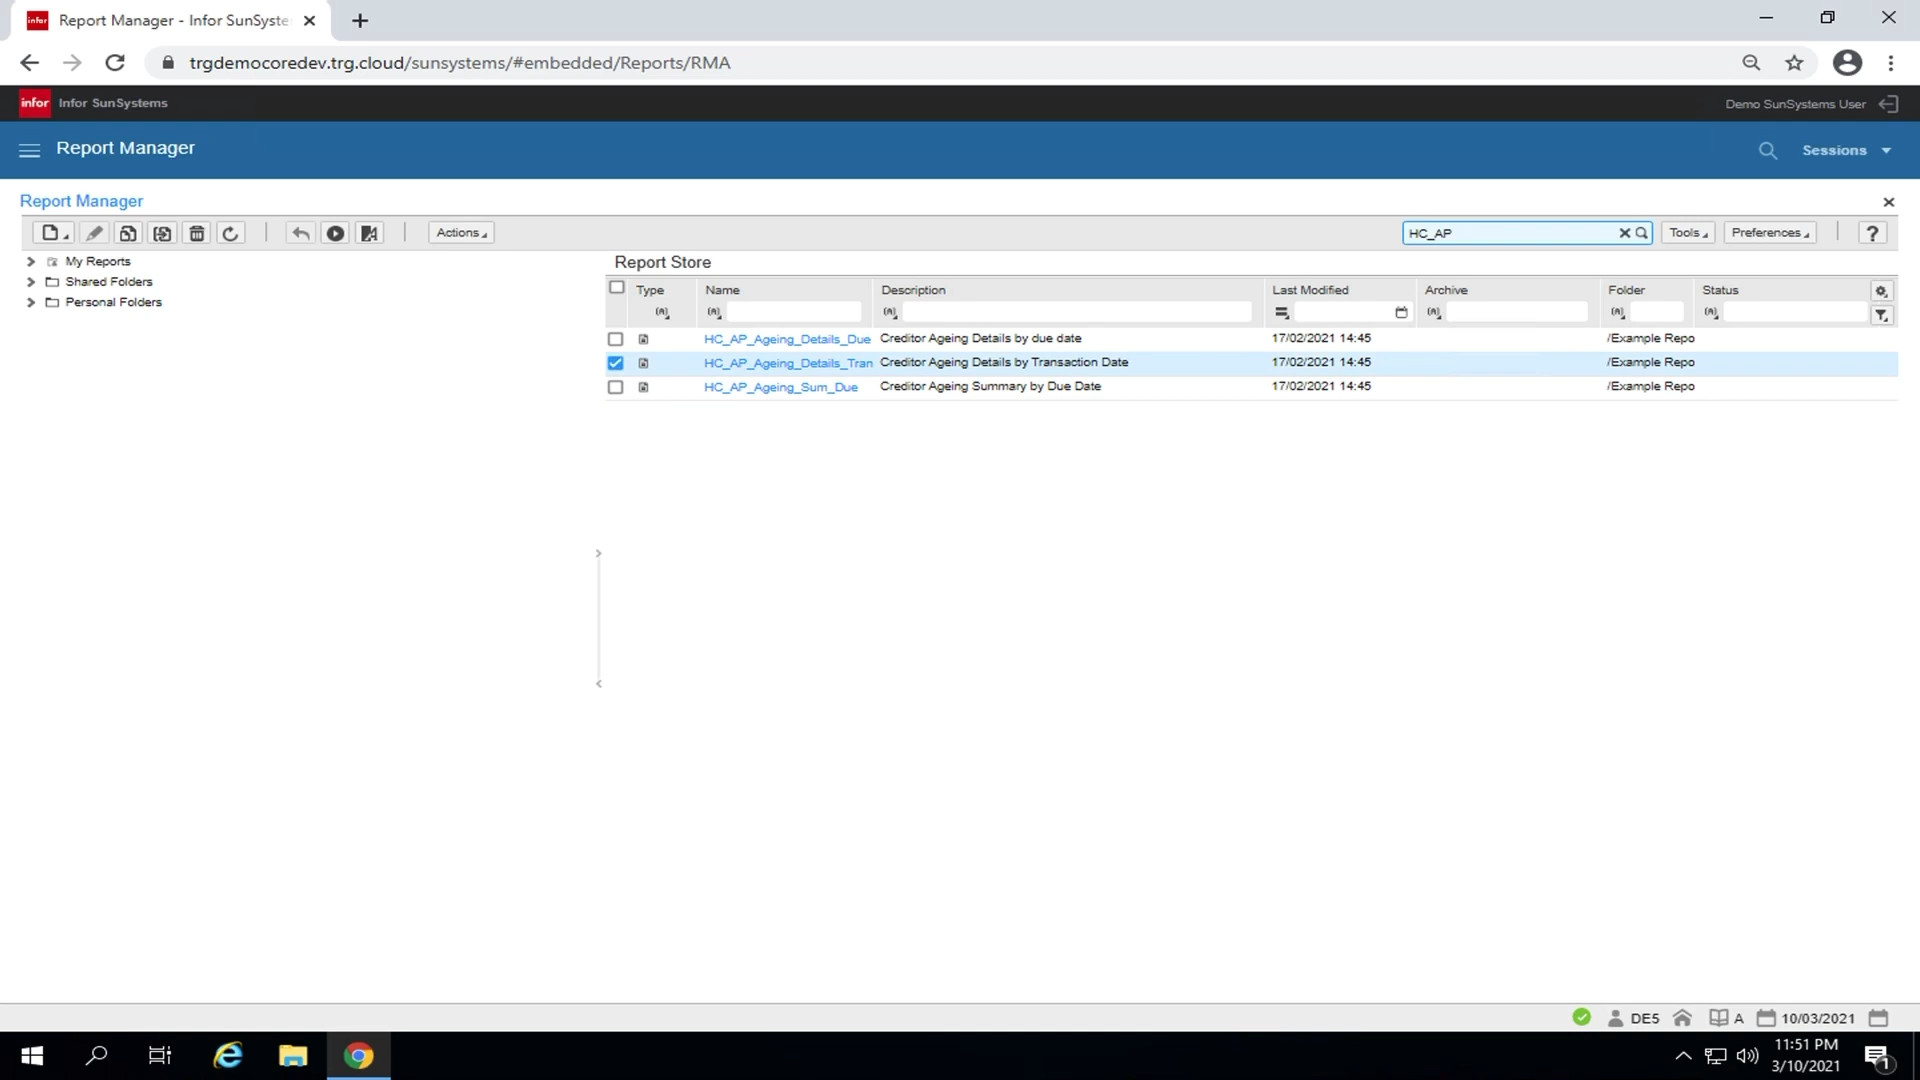 infor Report Manager - Infor SunSyste
trgdemocoredev.trg.cloud/sunsystems/#embedded/Reports/RMA
infor Infor SunSystems Demo SunSystems User
Report Manager Sessions
Report Manager
Actions HC_AP Tools Preferences ?
My Reports
Shared Folders
Personal Folders
Report Store
Type Name Description Last Modified Archive Folder Status
HC_AP_Ageing_Details_Due Creditor Ageing Details by due date 17/02/2021 14:45 /Example Repo
HC_AP_Ageing_Details_Tran Creditor Ageing Details by Transaction Date 17/02/2021 14:45 /Example Repo
HC_AP_Ageing_Sum_Due Creditor Ageing Summary by Due Date 17/02/2021 14:45 /Example Repo
DE5 A 10/03/2021
11:51 PM
3/10/2021
1